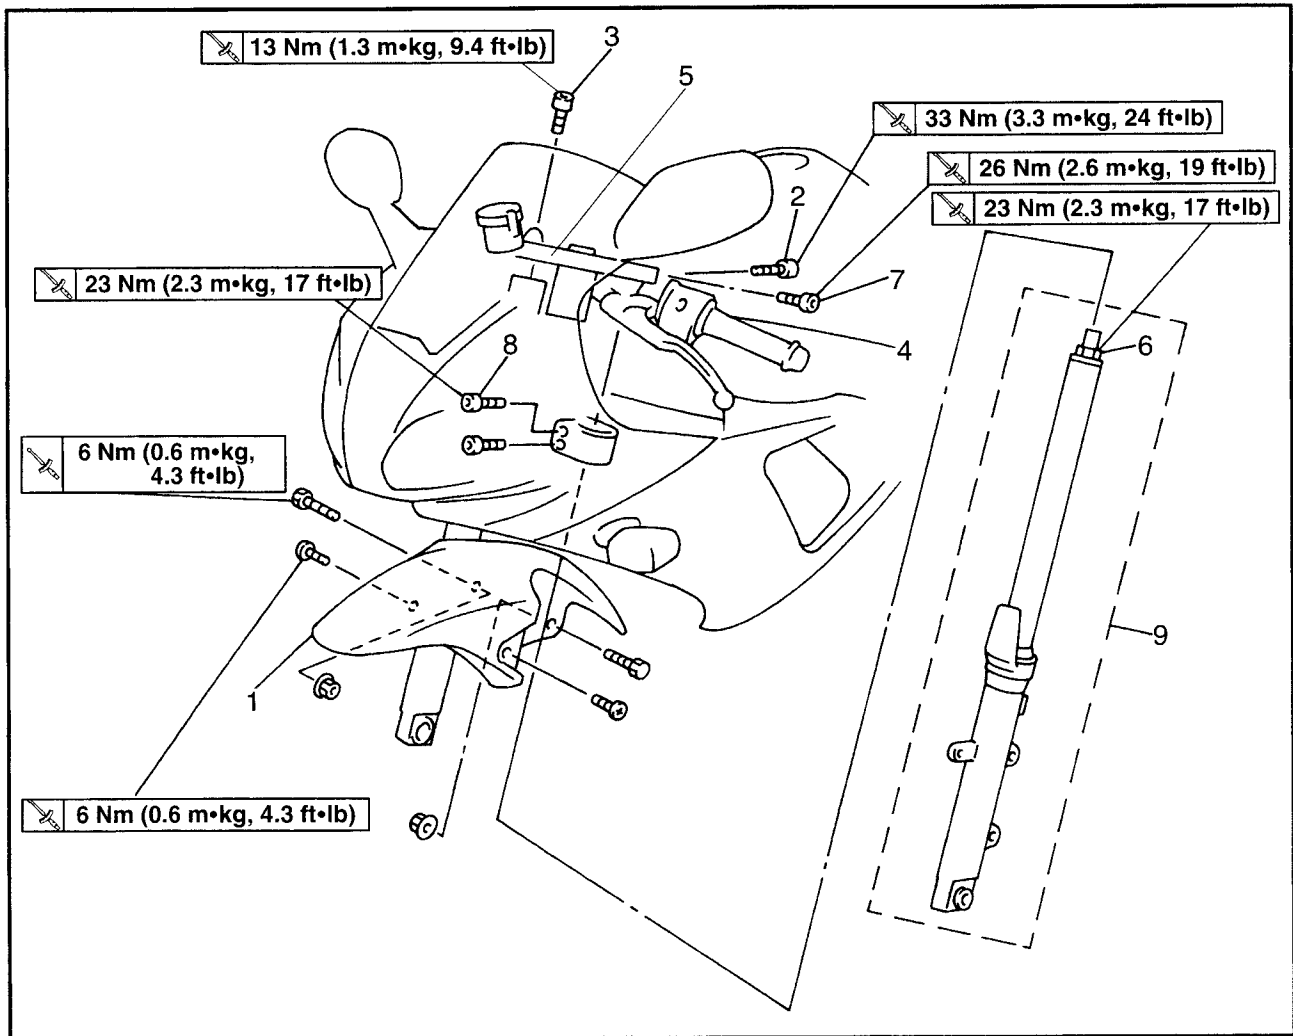 13 Nm (1.3 m•kg, 9.4 ft•lb)
3
5
33 Nm (3.3 m•kg, 24 ft•lb)
26 Nm (2.6 m•kg, 19 ft•lb)
2
23 Nm (2.3 m•kg, 17 ft•lb)
23 Nm (2.3 m•kg, 17 ft•lb)
7
8
4
6
6 Nm (0.6 m•kg,
4.3 ft•lb)
9
1
6 Nm (0.6 m•kg, 4.3 ft•lb)